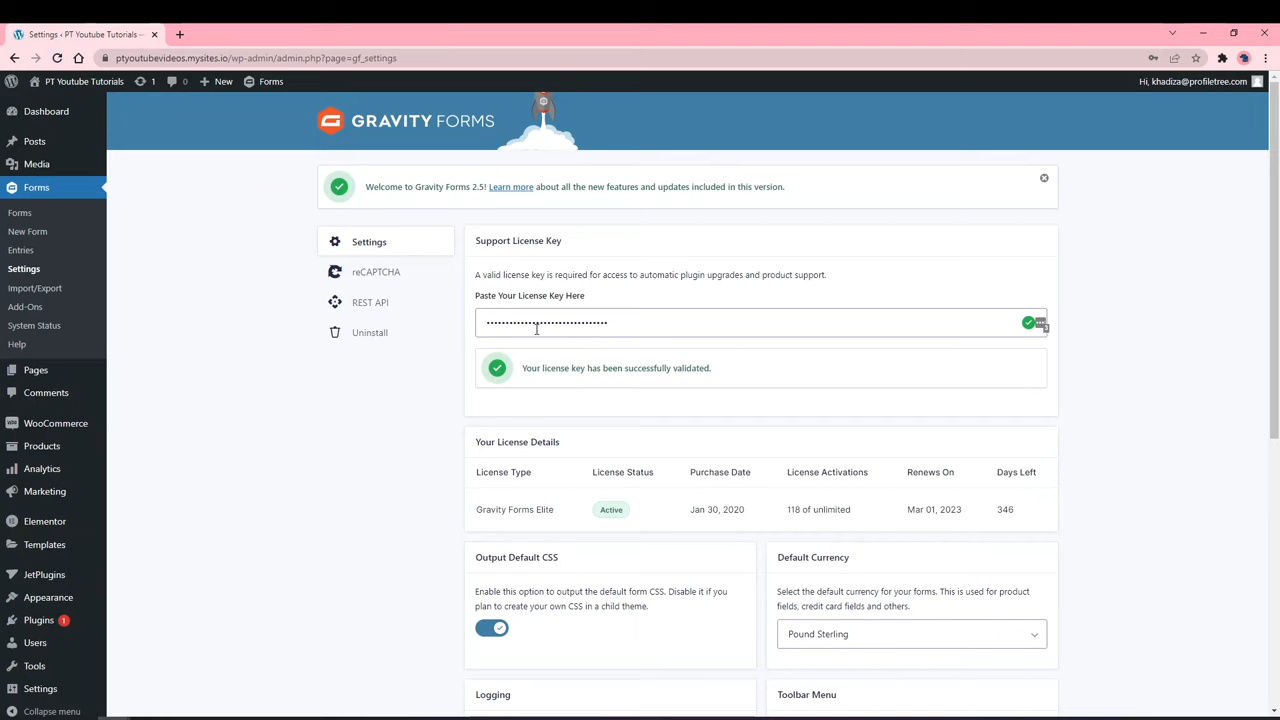 Settings ‹ PT Youtube Tutorials –
ptyoutubevideos.mysites.io/wp-admin/admin.php?page=gf_settings
PT Youtube Tutorials 1 0 New Forms Hi, khadiza@profiletree.com
Dashboard
Posts
Media
Forms
Forms
New Form
Entries
Settings
Import/Export
Add-Ons
System Status
Help
Pages
Comments
WooCommerce
Products
Analytics
Marketing
Elementor
Templates
JetPlugins
Appearance
Plugins 1
Users
Tools
Settings
Collapse menu
GRAVITY FORMS
Welcome to Gravity Forms 2.5! Learn more about all the new features and updates included in this version.
Settings
reCAPTCHA
REST API
Uninstall
Support License Key
A valid license key is required for access to automatic plugin upgrades and product support.
Paste Your License Key Here
Your license key has been successfully validated.
Your License Details
License Type License Status Purchase Date License Activations Renews On Days Left
Gravity Forms Elite Active Jan 30, 2020 118 of unlimited Mar 01, 2023 346
Output Default CSS
Enable this option to output the default form CSS. Disable it if you
plan to create your own CSS in a child theme.
Default Currency
Select the default currency for your forms. This is used for product
fields, credit card fields and others.
Pound Sterling
Logging
Toolbar Menu